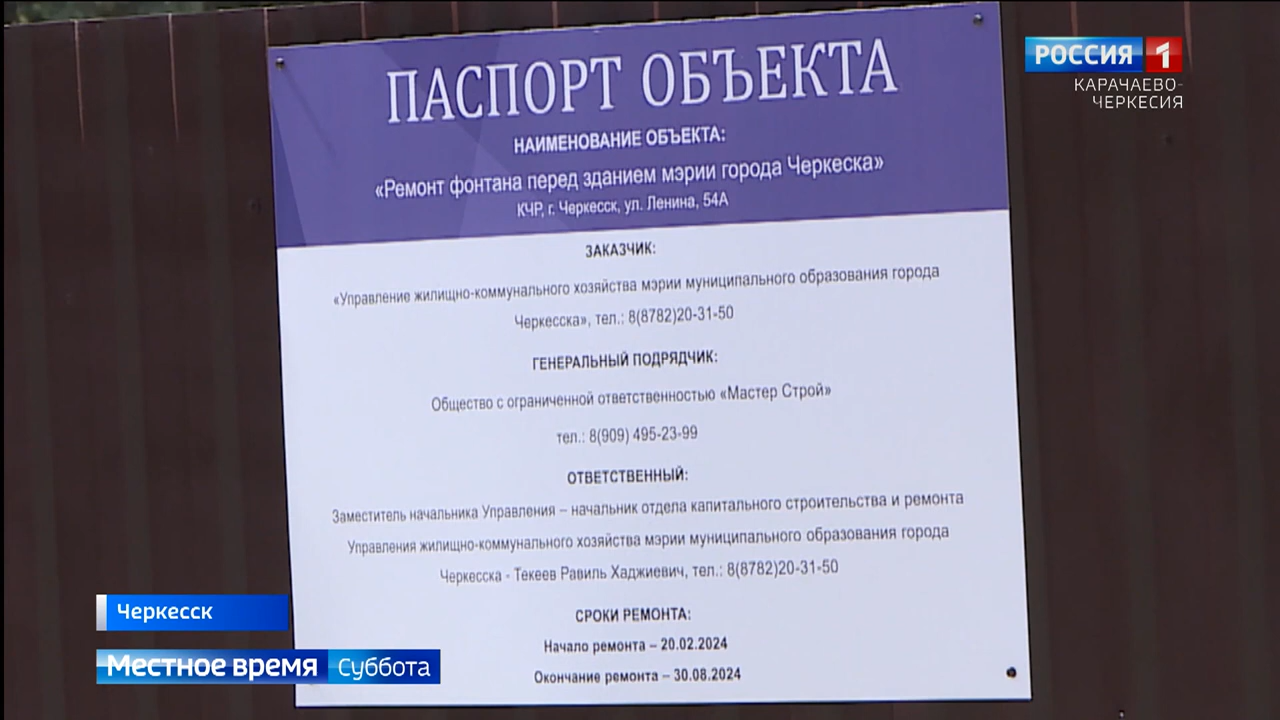 ПАСПОРТ ОБЪЕКТА
НАИМЕНОВАНИЕ ОБЪЕКТА:
«Ремонт фонтана перед зданием мэрии города Черкеска»
КЧР, г. Черкесск, ул. Ленина, 54А
ЗАКАЗЧИК:
«Управление жилищно-коммунального хозяйства мэрии муниципального образования города
Черкесска», тел.: 8(8782)20-31-50
ГЕНЕРАЛЬНЫЙ ПОДРЯДЧИК:
Общество с ограниченной ответственностью «Мастер Строй»
тел.: 8(909) 495-23-99
ОТВЕТСТВЕННЫЙ:
Заместитель начальника Управления – начальник отдела капитального строительства и ремонта
Управления жилищно-коммунального хозяйства мэрии муниципального образования города
Черкесска - Текеев Равиль Хаджиевич, тел.: 8(8782)20-31-50
СРОКИ РЕМОНТА:
Начало ремонта – 20.02.2024
Окончание ремонта – 30.08.2024
РОССИЯ 1
КАРАЧАЕВО-
ЧЕРКЕСИЯ
Черкесск
Местное время Суббота